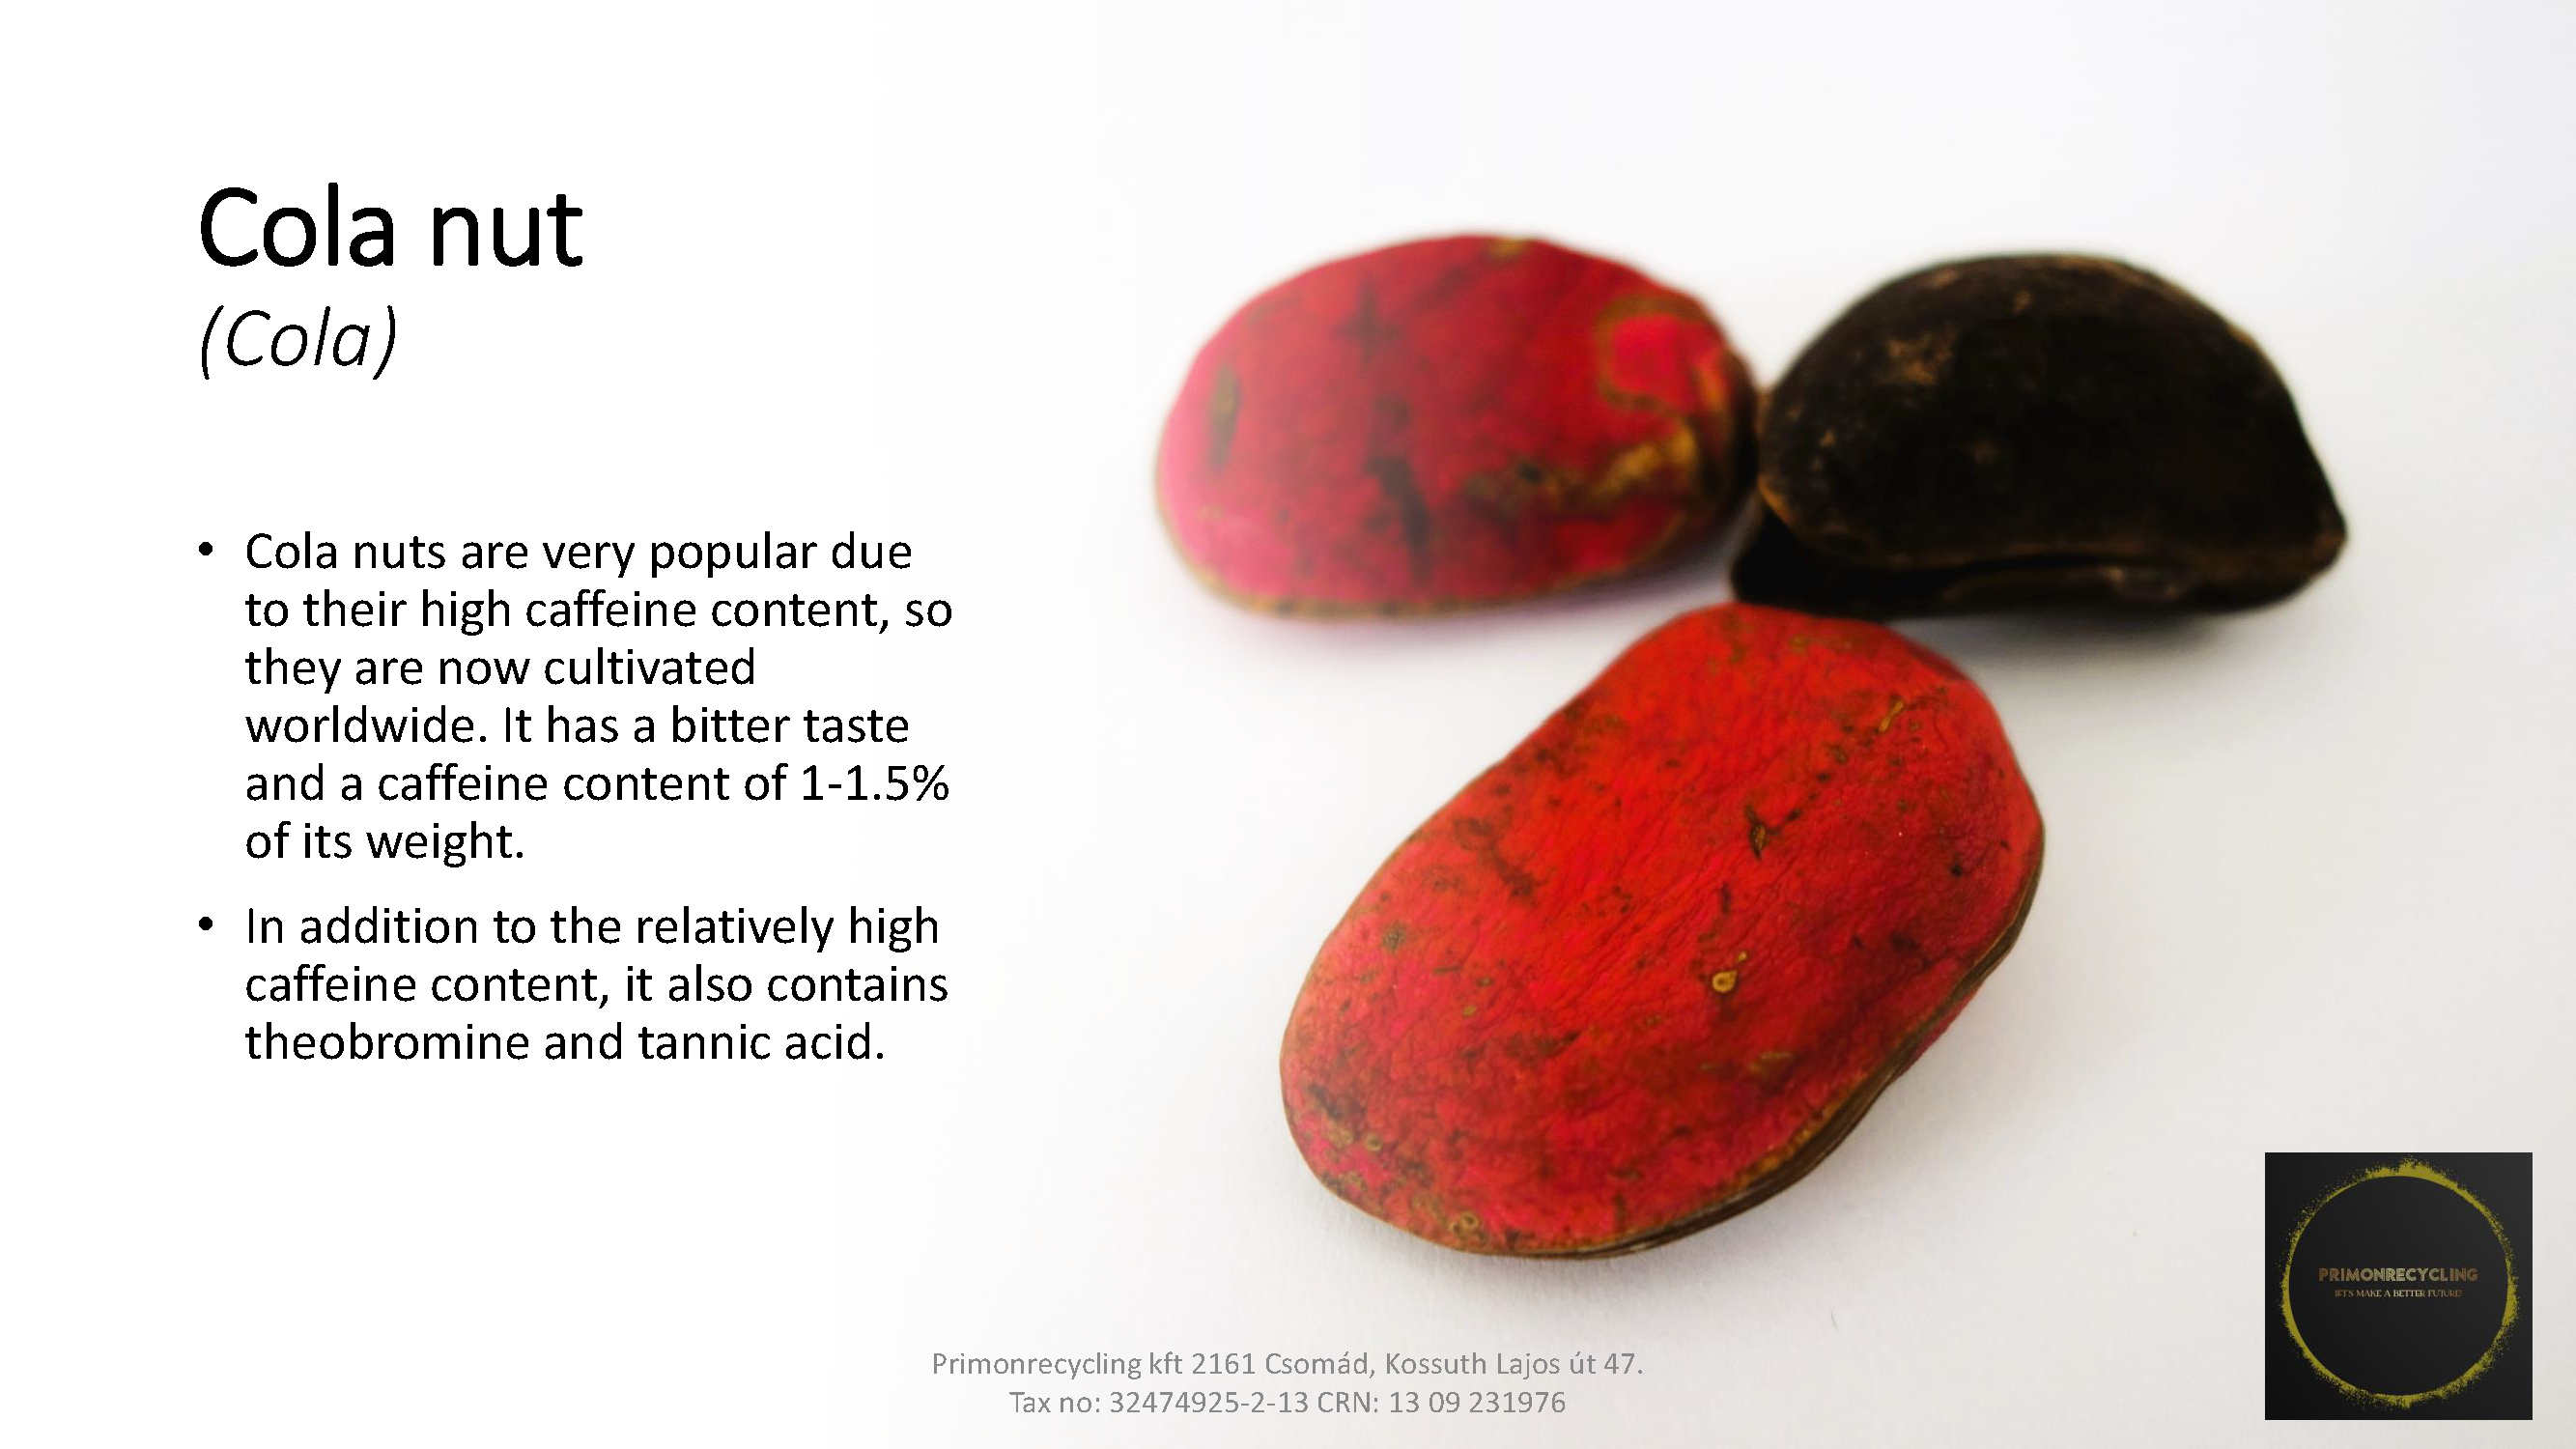 Cola nut
(Cola)
• Cola nuts are very popular due
to their high caffeine content, so
they are now cultivated
worldwide. It has a bitter taste
and a caffeine content of 1-1.5%
of its weight.
• In addition to the relatively high
caffeine content, it also contains
theobromine and tannic acid.
PRIMONRECYCLING
MAKE A BETTER FUTURE
Primonrecycling kft 2161 Csomád, Kossuth Lajos út 47.
Tax no: 32474925-2-13 CRN: 13 09 231976